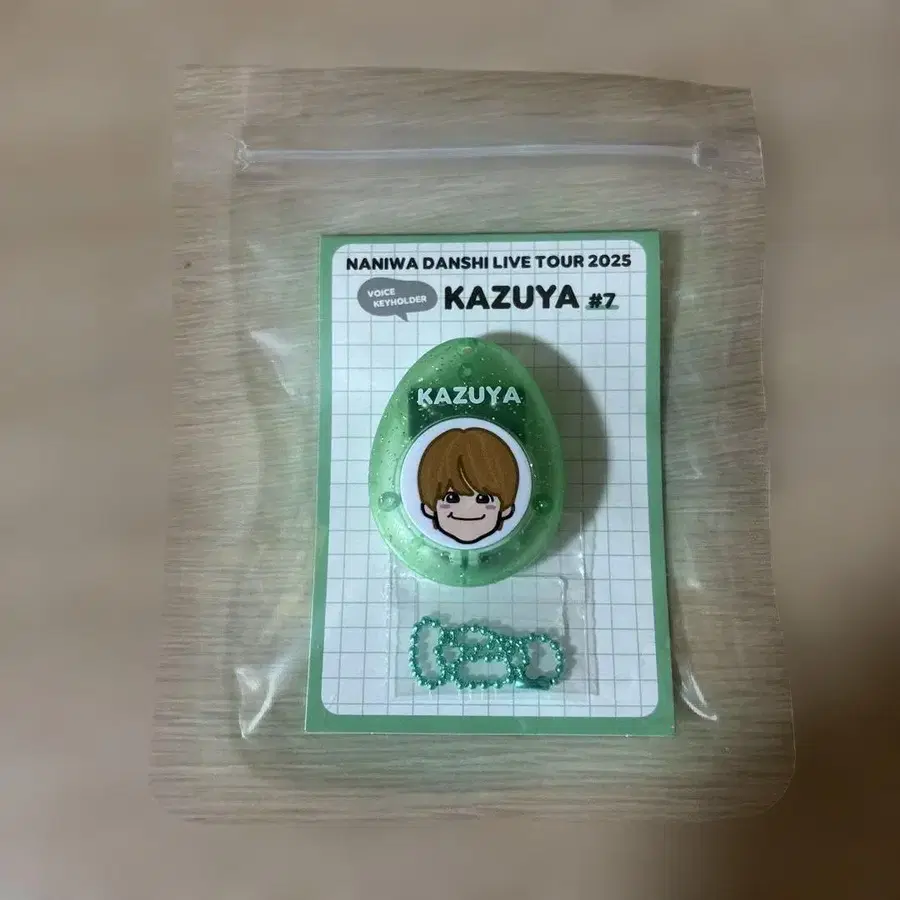 NANIWA DANSHI LIVE TOUR 2025
VOICE
KEYHOLDER
KAZUYA #7
KAZUYA